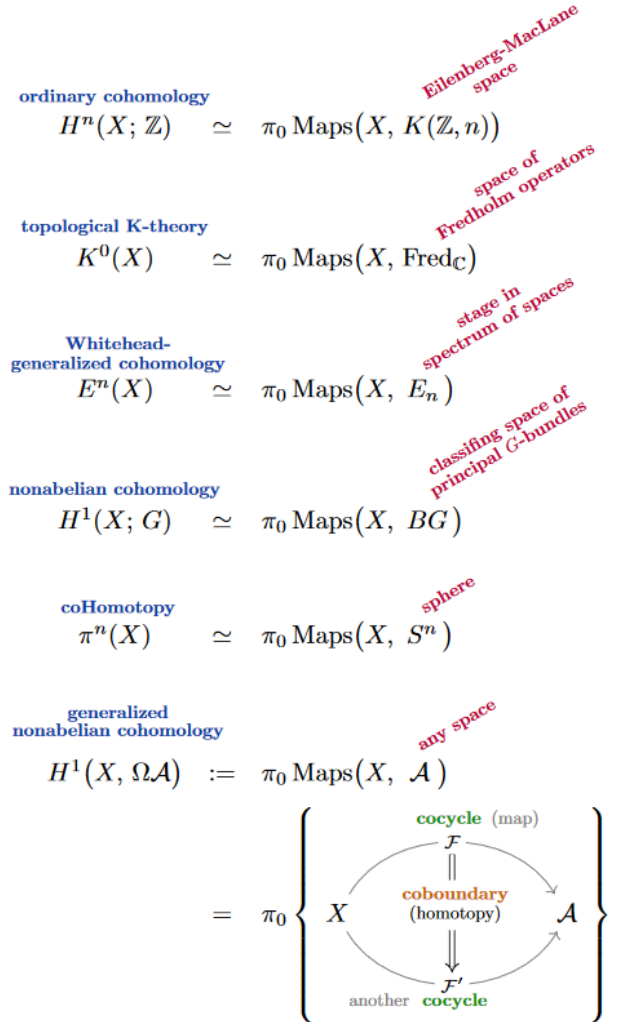 Eilenberg-MacLane
space
ordinary cohomology
Hⁿ(X; ℤ) ≃ π₀ Maps(X, K(ℤ, n))
space of
Fredholm operators
topological K-theory
K⁰(X) ≃ π₀ Maps(X, Fred_ℂ)
stage in
spectrum of spaces
Whitehead-
generalized cohomology
Eⁿ(X) ≃ π₀ Maps(X, Eₙ)
classifing space of
principal G-bundles
nonabelian cohomology
H¹(X; G) ≃ π₀ Maps(X, BG)
sphere
coHomotopy
πⁿ(X) ≃ π₀ Maps(X, Sⁿ)
any space
generalized
nonabelian cohomology
H¹(X, Ω𝒜) := π₀ Maps(X, 𝒜)
cocycle (map)
ℱ
coboundary
= π₀ { X (homotopy) 𝒜 }
ℱ′
another cocycle